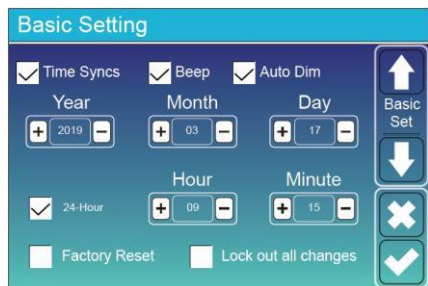 Basic Setting
Time Syncs Beep Auto Dim
Year Month Day
+ 2019 - + 03 - + 17 -
Basic
Set
Hour Minute
24-Hour + 09 - + 15 -
Factory Reset Lock out all changes